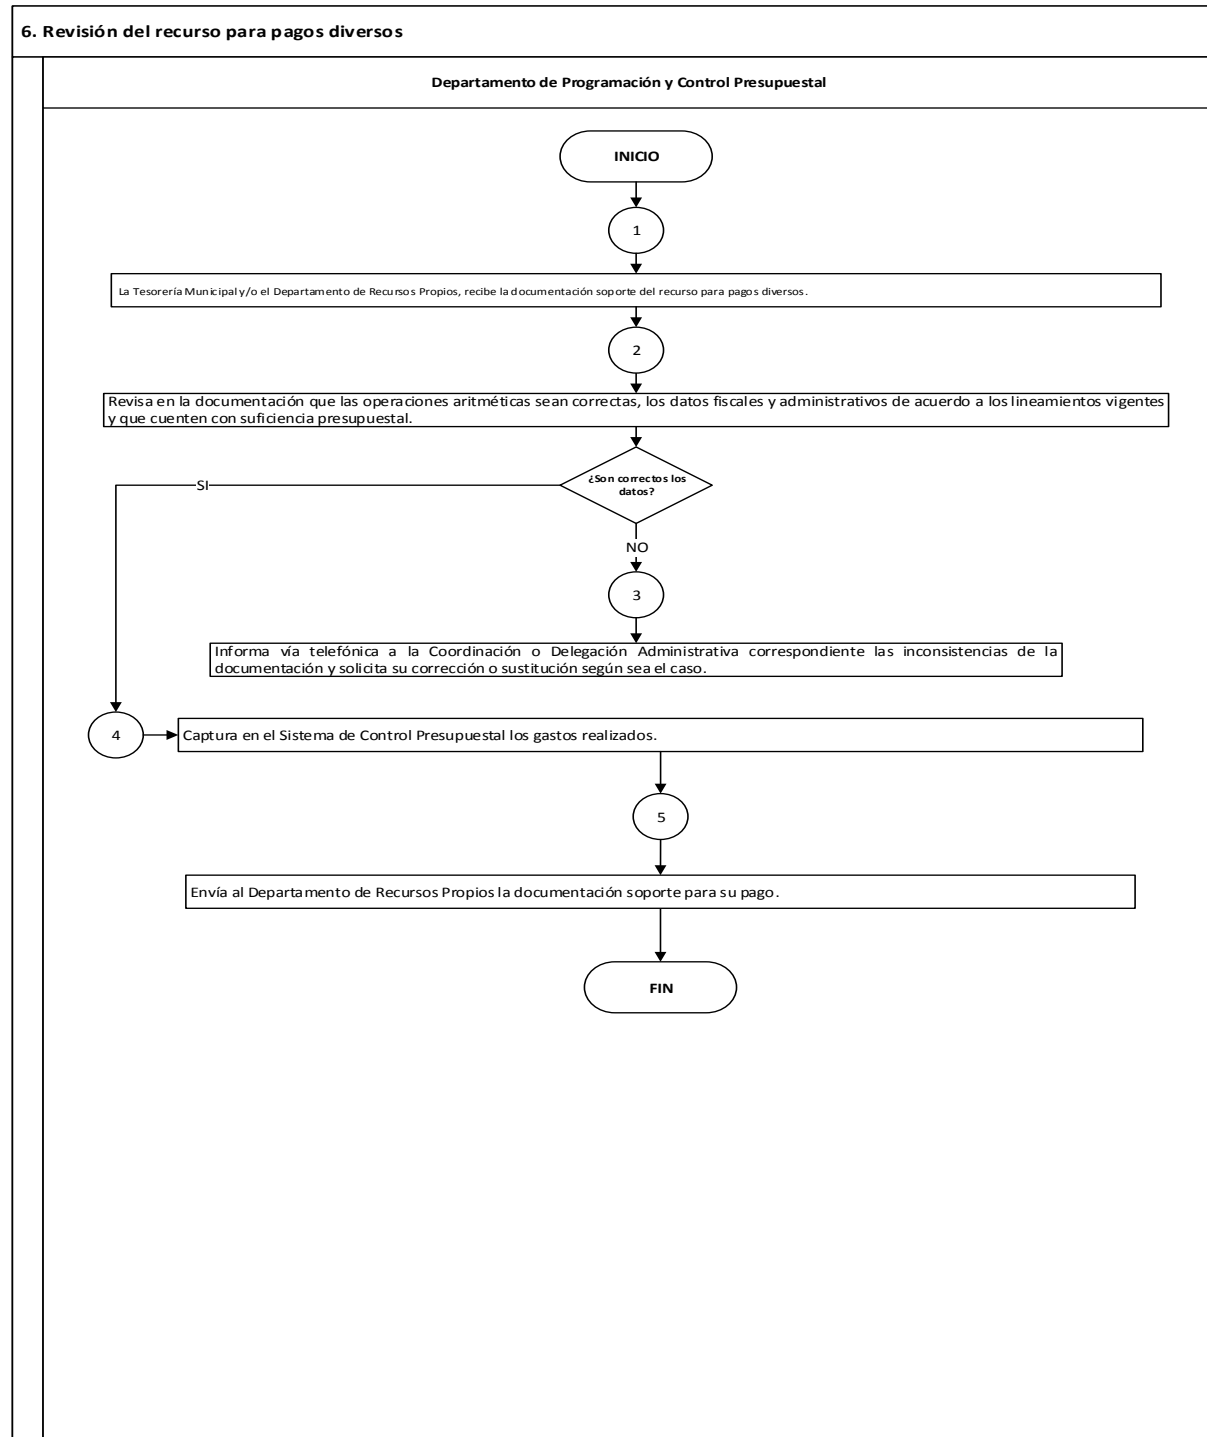 6. Revisión del recurso para pagos diversos
Departamento de Programación y Control Presupuestal
INICIO
1
La Tesorería Municipal y/o el Departamento de Recursos Propios, recibe la documentación soporte del recurso para pagos diversos.
2
Revisa en la documentación que las operaciones aritméticas sean correctas, los datos fiscales y administrativos de acuerdo a los lineamientos vigentes
y que cuenten con suficiencia presupuestal.
¿Son correctos los
datos?
SI
NO
3
Informa vía telefónica a la Coordinación o Delegación Administrativa correspondiente las inconsistencias de la
documentación y solicita su corrección o sustitución según sea el caso.
4
Captura en el Sistema de Control Presupuestal los gastos realizados.
5
Envía al Departamento de Recursos Propios la documentación soporte para su pago.
FIN